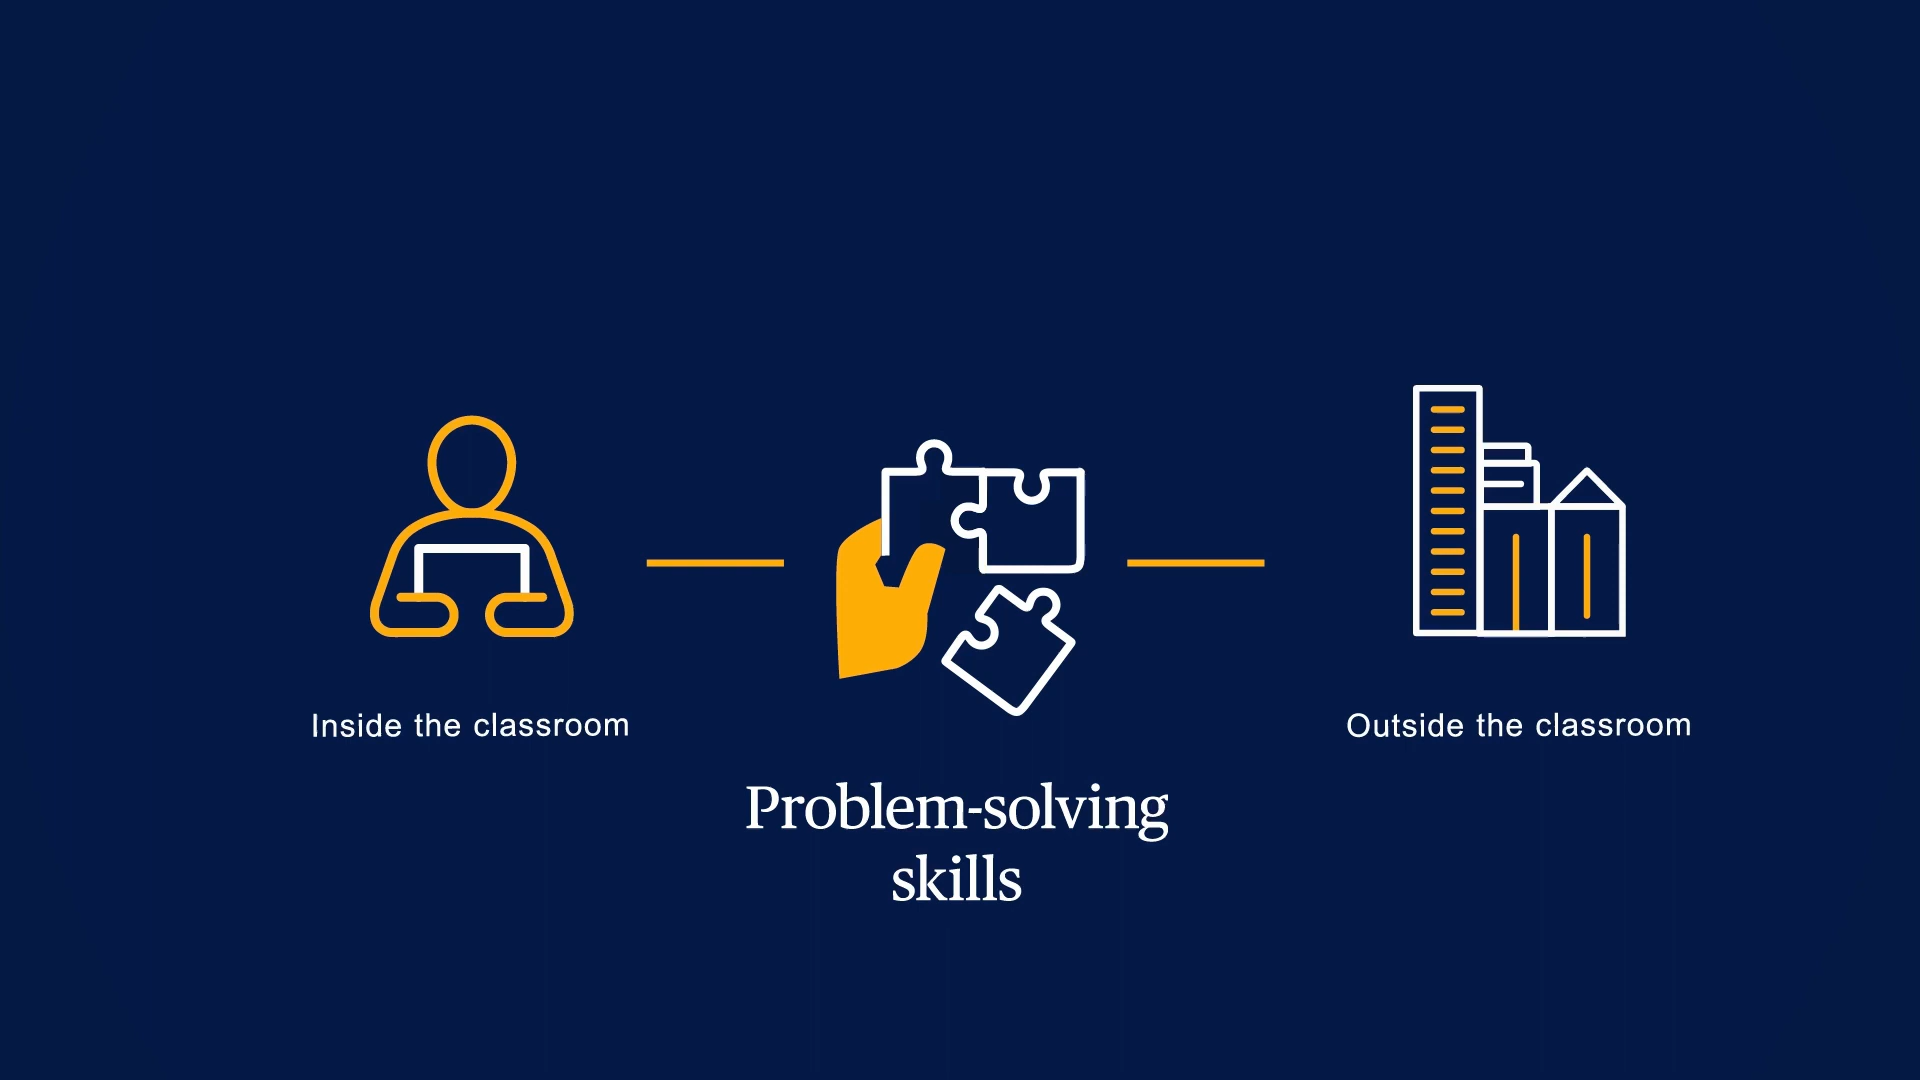 Inside the classroom
Outside the classroom
Problem-solving
skills